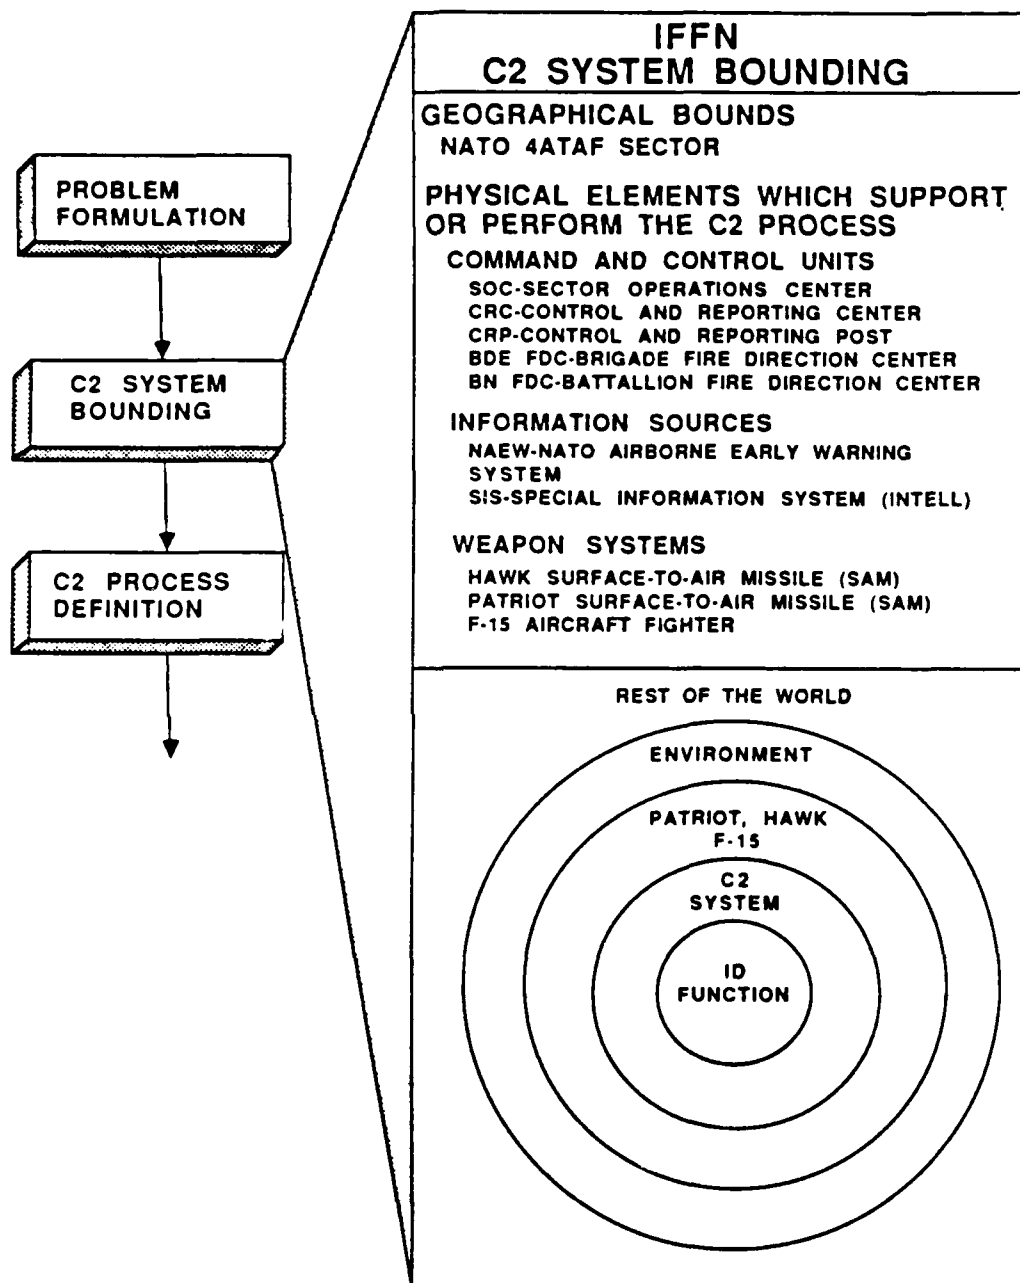 PROBLEM
FORMULATION
C2 SYSTEM
BOUNDING
C2 PROCESS
DEFINITION
IFFN
C2 SYSTEM BOUNDING
GEOGRAPHICAL BOUNDS
NATO 4ATAF SECTOR
PHYSICAL ELEMENTS WHICH SUPPORT
OR PERFORM THE C2 PROCESS
COMMAND AND CONTROL UNITS
SOC-SECTOR OPERATIONS CENTER
CRC-CONTROL AND REPORTING CENTER
CRP-CONTROL AND REPORTING POST
BDE FDC-BRIGADE FIRE DIRECTION CENTER
BN FDC-BATTALLION FIRE DIRECTION CENTER
INFORMATION SOURCES
NAEW-NATO AIRBORNE EARLY WARNING
SYSTEM
SIS-SPECIAL INFORMATION SYSTEM (INTELL)
WEAPON SYSTEMS
HAWK SURFACE-TO-AIR MISSILE (SAM)
PATRIOT SURFACE-TO-AIR MISSILE (SAM)
F-15 AIRCRAFT FIGHTER
REST OF THE WORLD
ENVIRONMENT
PATRIOT, HAWK
F-15
C2
SYSTEM
ID
FUNCTION